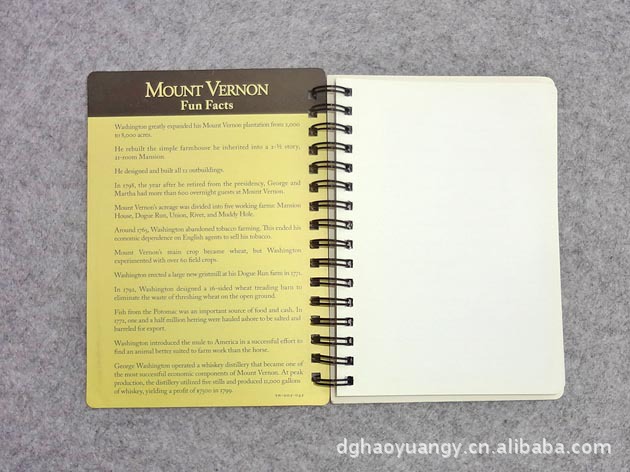 MOUNT VERNON
Fun Facts
Washington greatly expanded his Mount Vernon plantation from 2,000
to 8,000 acres.
He rebuilt the simple farmhouse he inherited into a 2-½ story,
21-room Mansion.
He designed and built all 12 outbuildings.
In 1798, the year after he retired from the presidency, George and
Martha had more than 600 overnight guests at Mount Vernon.
Mount Vernon's acreage was divided into five working farms: Mansion
House, Dogue Run, Union, River, and Muddy Hole.
Around 1765, Washington abandoned tobacco farming. This ended his
economic dependence on English agents to sell his tobacco.
Mount Vernon's main crop became wheat, but Washington
experimented with over 60 field crops.
Washington erected a large new gristmill at his Dogue Run farm in 1771.
In 1792, Washington designed a 16-sided wheat treading barn to
eliminate the waste of threshing wheat on the open ground.
Fish from the Potomac was an important source of food and cash. In
1772, one and a half million herring were hauled ashore to be salted and
barreled for export.
Washington introduced the mule to America in a successful effort to
find an animal better suited to farm work than the horse.
George Washington operated a whiskey distillery that became one of
the most successful economic components of Mount Vernon. At peak
production, the distillery utilized five stills and produced 11,000 gallons
of whiskey, yielding a profit of $7500 in 1799.
dghaoyuangy.cn.alibaba.com